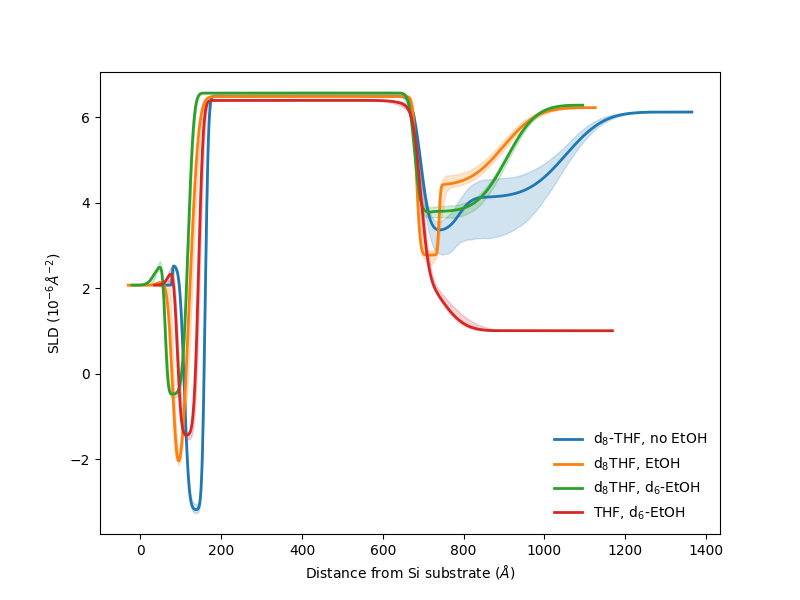 6
4
2
0
−2
SLD (10⁻⁶Å⁻²)
0 200 400 600 800 1000 1200 1400
Distance from Si substrate (Å)
d₈-THF, no EtOH
d₈THF, EtOH
d₈THF, d₆-EtOH
THF, d₆-EtOH